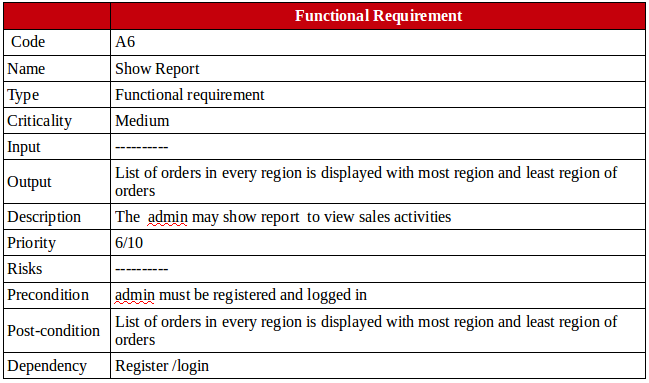 Functional Requirement
Code A6
Name Show Report
Type Functional requirement
Criticality Medium
Input ----------
Output List of orders in every region is displayed with most region and least region of
orders
Description The admin may show report to view sales activities
Priority 6/10
Risks ----------
Precondition admin must be registered and logged in
Post-condition List of orders in every region is displayed with most region and least region of
orders
Dependency Register /login